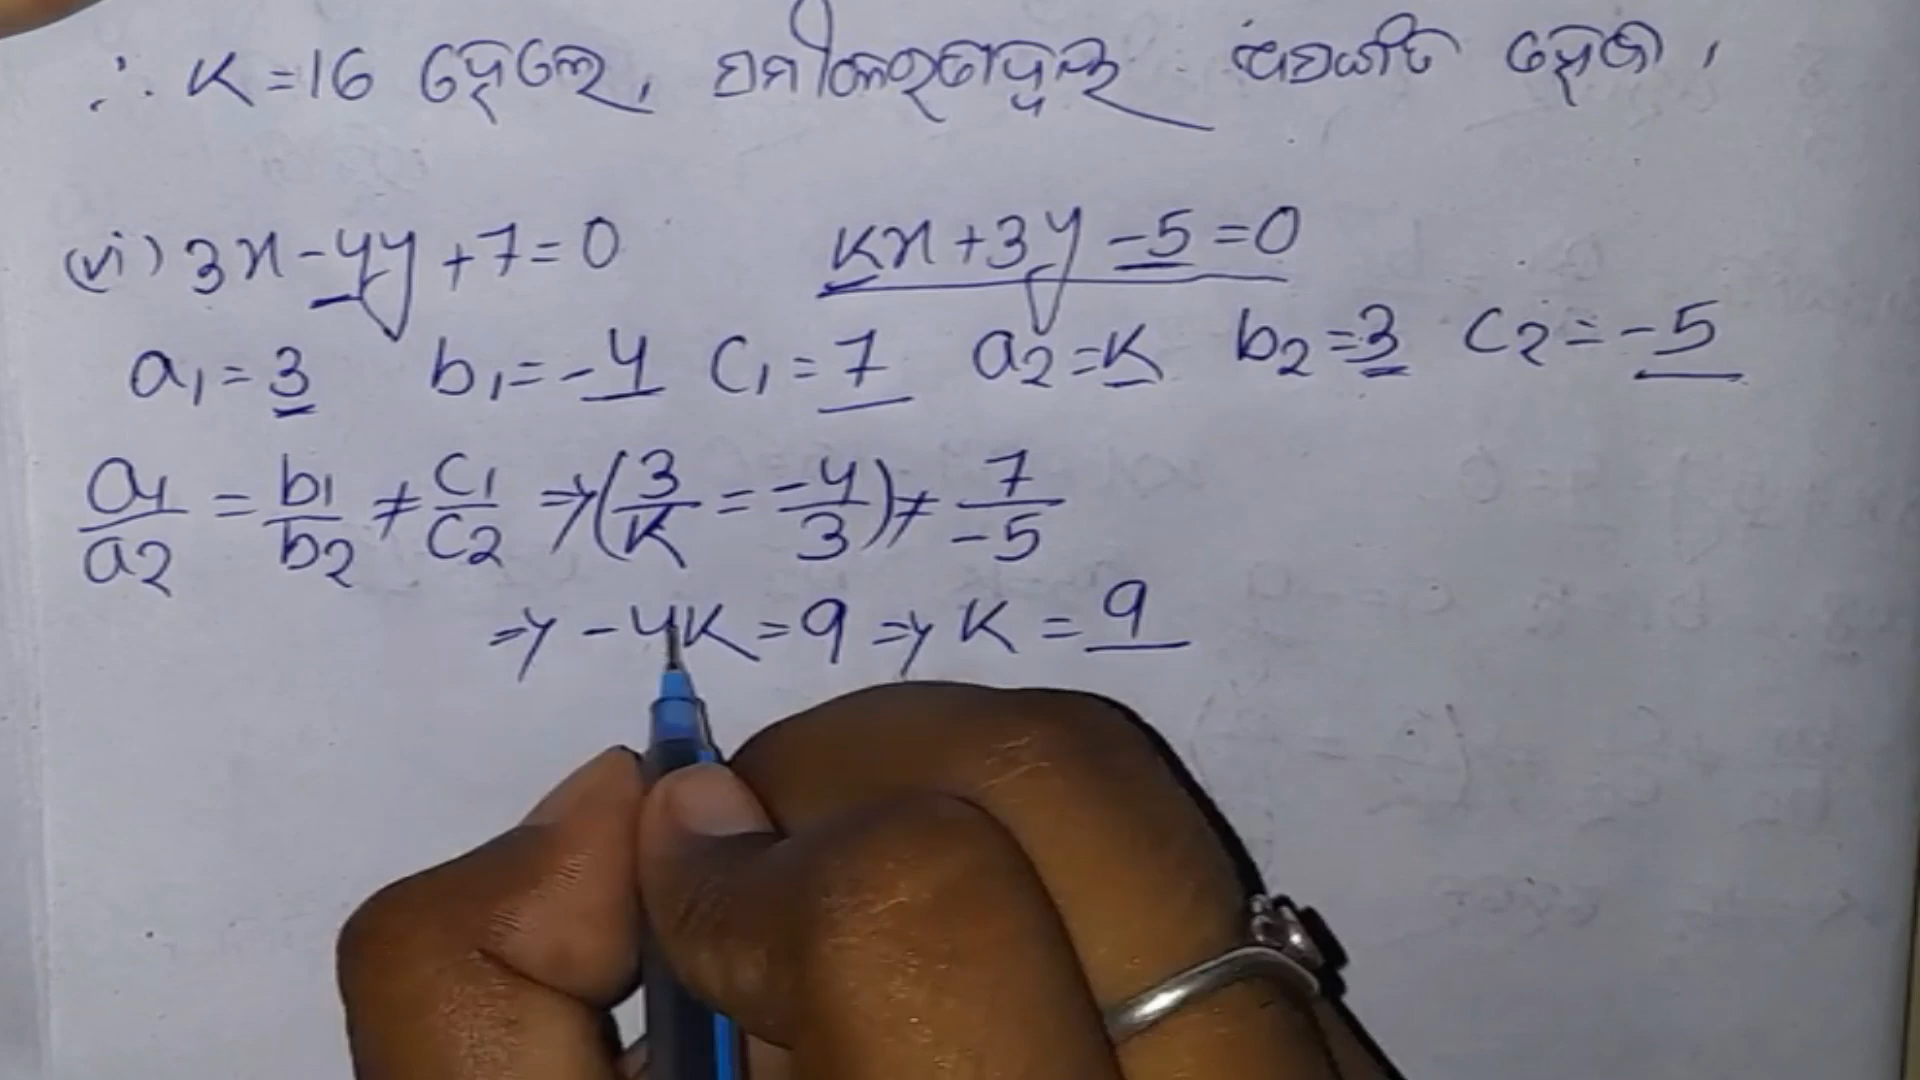 ∴ K=16 ହେଲେ, ସମୀକରଣଦ୍ୱୟ ଅସଙ୍ଗତ ହେବେ ।
(vi) 3x-4y+7=0 kx+3y-5=0
a₁=3 b₁=-4 c₁=7 a₂=k b₂=3 c₂=-5
a₁/a₂ = b₁/b₂ ≠ c₁/c₂ ⇒ (3/K = -4/3) ≠ 7/-5
⇒ -4K=9 ⇒ K = 9